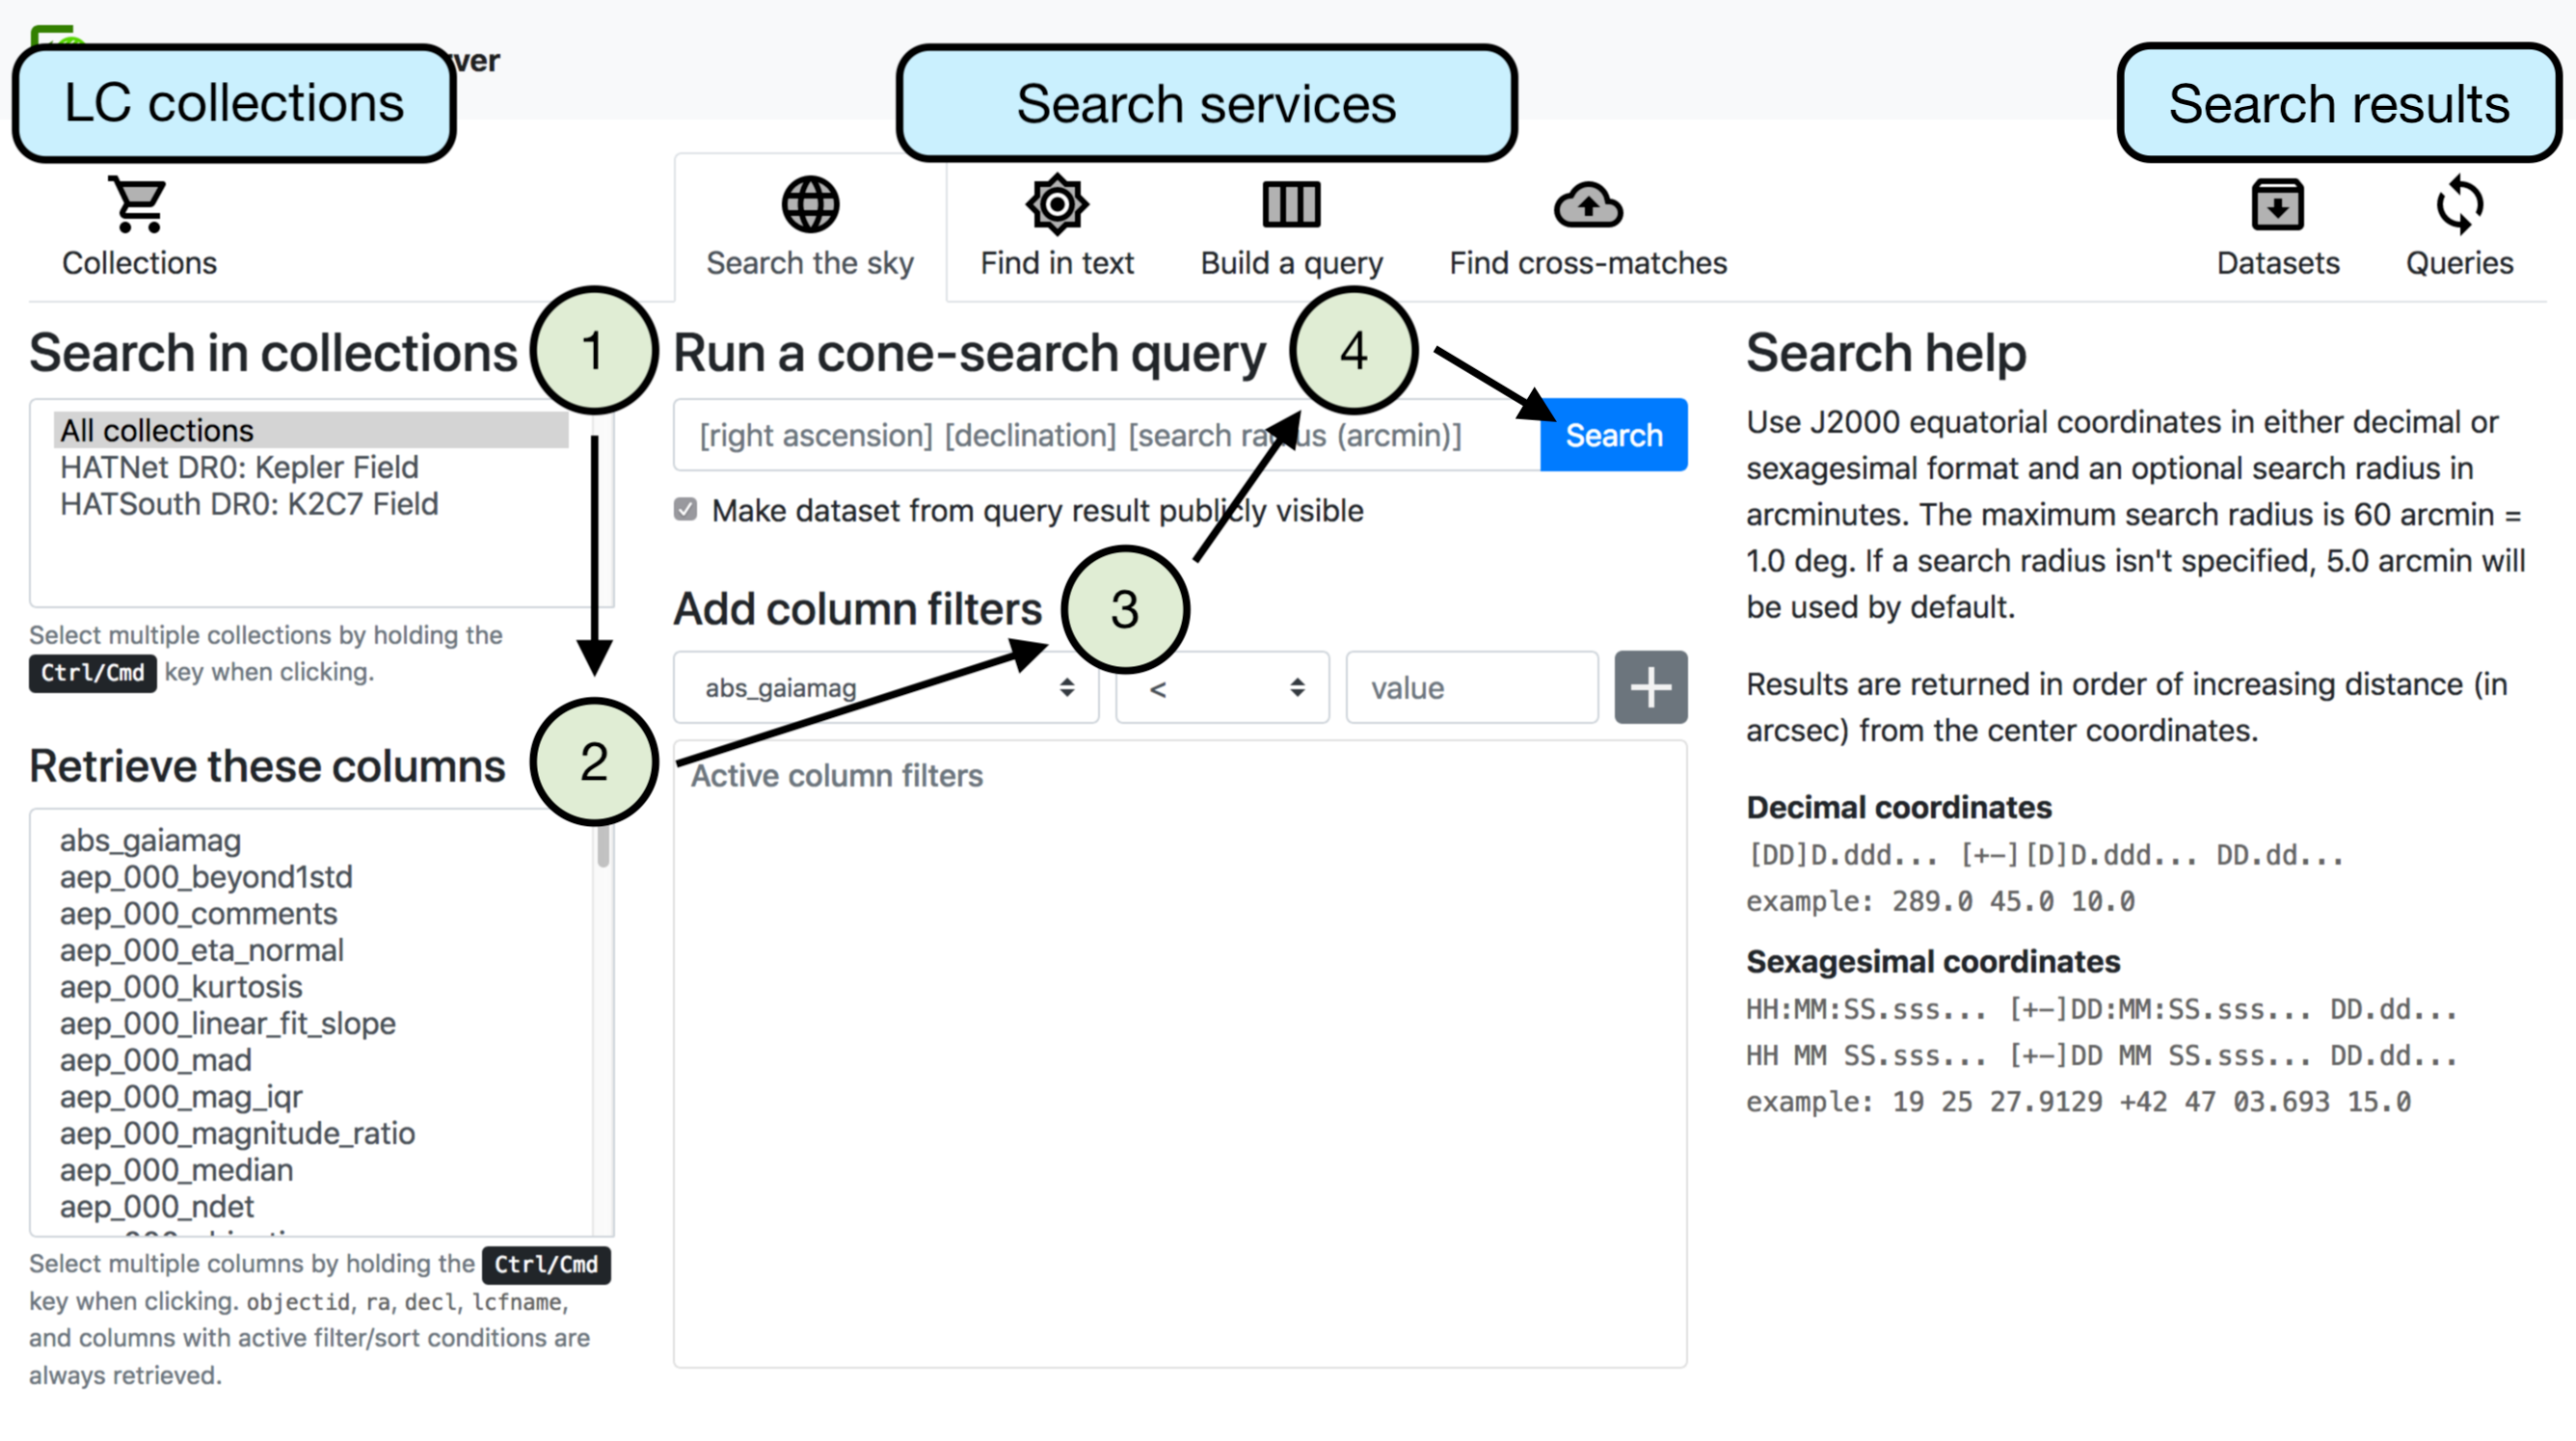 LC collections
Search services
Search results
Collections
Search the sky
Find in text
Build a query
Find cross-matches
Datasets
Queries
Search in collections
1
All collections
HATNet DR0: Kepler Field
HATSouth DR0: K2C7 Field
Select multiple collections by holding the
Ctrl/Cmd key when clicking.
Retrieve these columns
2
abs_gaiamag
aep_000_beyond1std
aep_000_comments
aep_000_eta_normal
aep_000_kurtosis
aep_000_linear_fit_slope
aep_000_mad
aep_000_mag_iqr
aep_000_magnitude_ratio
aep_000_median
aep_000_ndet
Select multiple columns by holding the Ctrl/Cmd
key when clicking. objectid, ra, decl, lcfname,
and columns with active filter/sort conditions are
always retrieved.
Run a cone-search query
4
[right ascension] [declination] [search radius (arcmin)]
Search
Make dataset from query result publicly visible
Add column filters
3
abs_gaiamag
<
value
+
Active column filters
Search help
Use J2000 equatorial coordinates in either decimal or
sexagesimal format and an optional search radius in
arcminutes. The maximum search radius is 60 arcmin =
1.0 deg. If a search radius isn't specified, 5.0 arcmin will
be used by default.
Results are returned in order of increasing distance (in
arcsec) from the center coordinates.
Decimal coordinates
[DD]D.ddd... [+−][D]D.ddd... DD.dd...
example: 289.0 45.0 10.0
Sexagesimal coordinates
HH:MM:SS.sss... [+−]DD:MM:SS.sss... DD.dd...
HH MM SS.sss... [+−]DD MM SS.sss... DD.dd...
example: 19 25 27.9129 +42 47 03.693 15.0